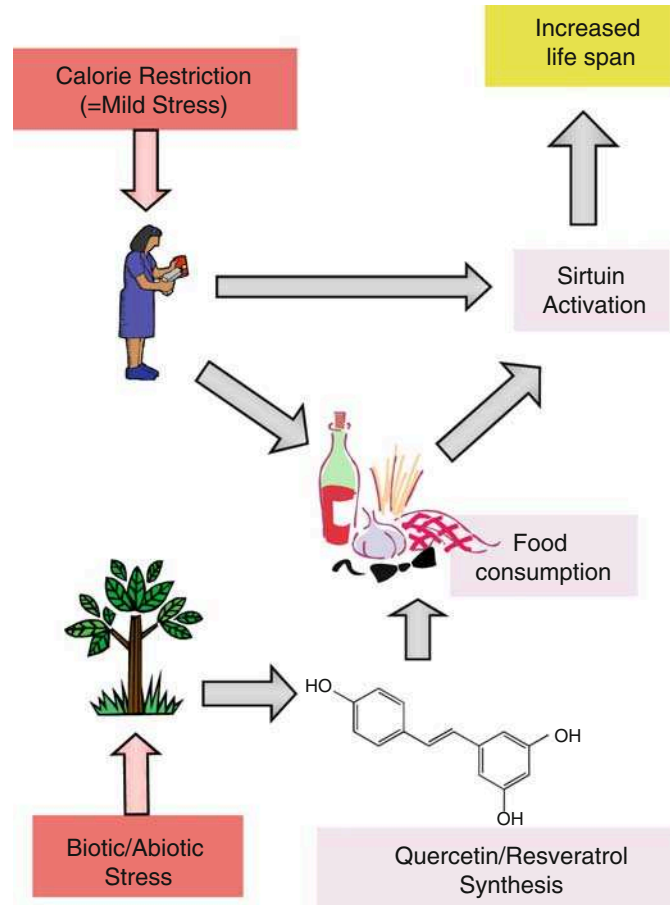 Increased
life span
Calorie Restriction
(=Mild Stress)
Sirtuin
Activation
Food
consumption
HO
OH
OH
Biotic/Abiotic
Stress
Quercetin/Resveratrol
Synthesis